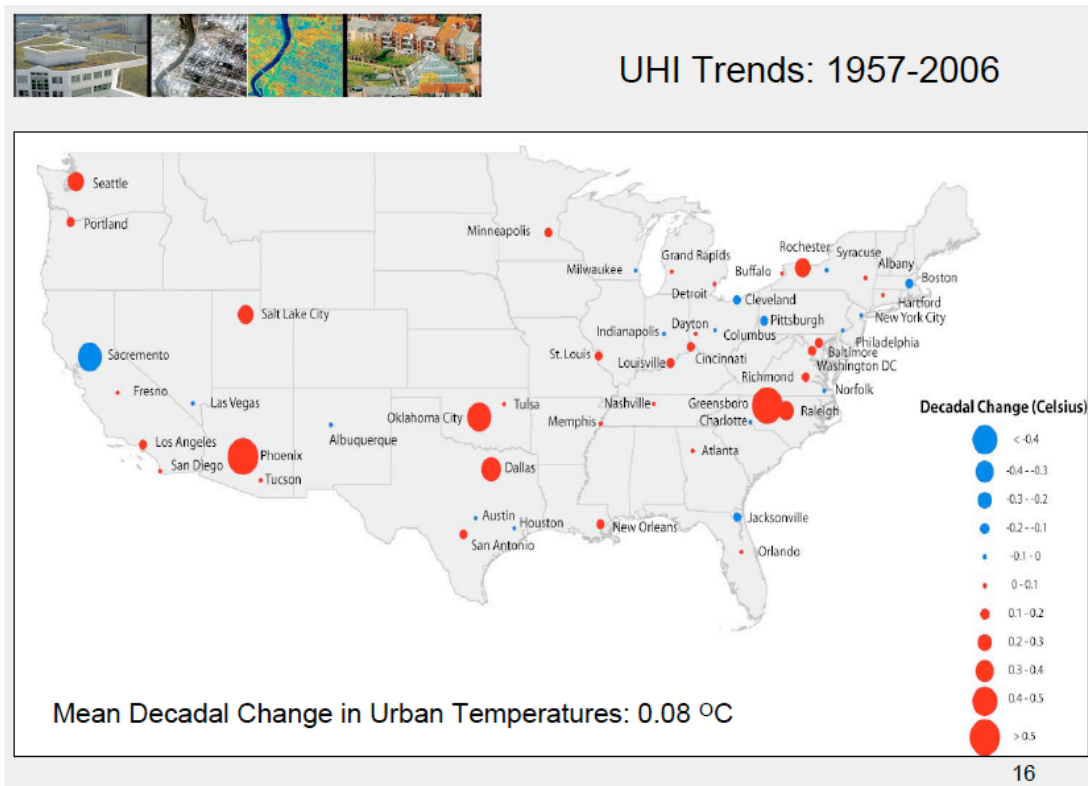 UHI Trends: 1957-2006
Seattle
Portland
Minneapolis
Rochester
Syracuse
Grand Rapids
Albany
Milwaukee
Buffalo
Boston
Detroit
Cleveland
Hartford
Salt Lake City
New York City
Pittsburgh
Indianapolis
Dayton
Columbus
Philadelphia
Sacremento
St. Louis
Louisville
Cincinnati
Baltimore
Washington DC
Richmond
Fresno
Norfolk
Las Vegas
Oklahoma City
Tulsa
Nashville
Greensboro
Raleigh
Memphis
Charlotte
Albuquerque
Los Angeles
Phoenix
San Diego
Tucson
Dallas
Atlanta
Austin
Houston
New Orleans
Jacksonville
San Antonio
Orlando
Decadal Change (Celsius)
< -0.4
-0.4 - -0.3
-0.3 - -0.2
-0.2 - -0.1
-0.1 - 0
0 - 0.1
0.1 - 0.2
0.2 - 0.3
0.3 - 0.4
0.4 - 0.5
> 0.5
Mean Decadal Change in Urban Temperatures: 0.08 ºC
16